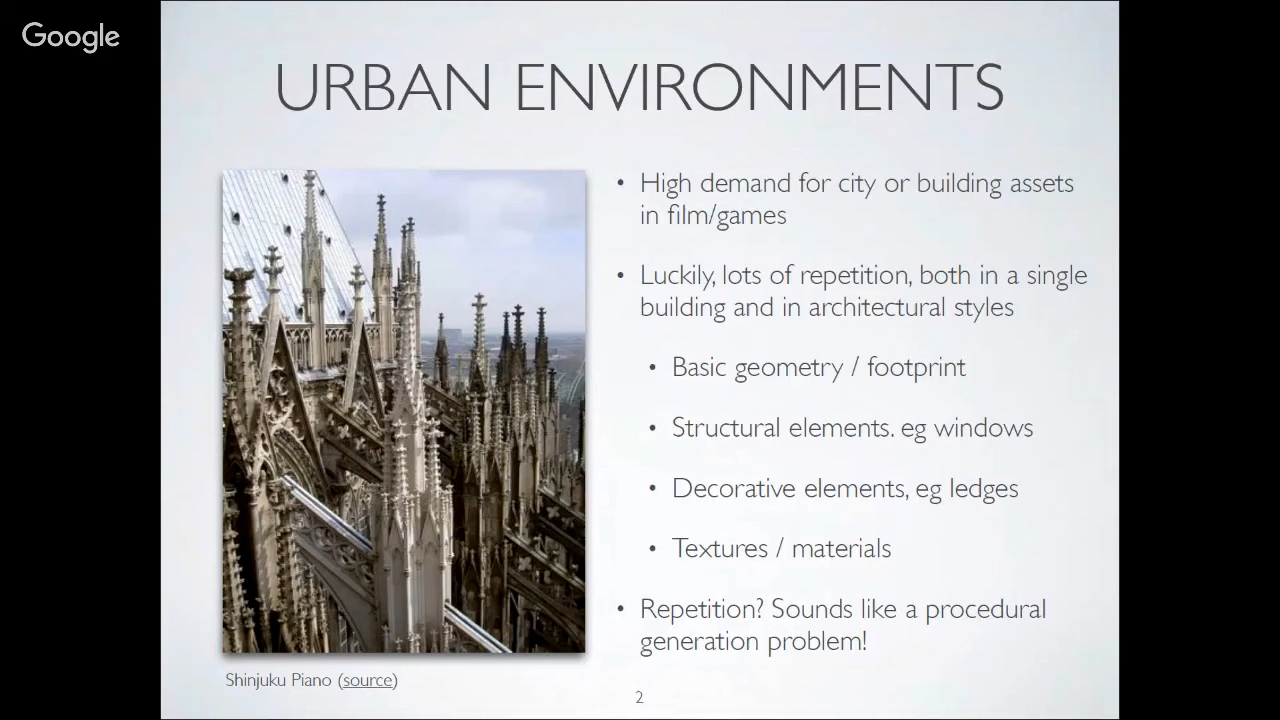 Google
URBAN ENVIRONMENTS
• High demand for city or building assets
in film/games
• Luckily, lots of repetition, both in a single
building and in architectural styles
• Basic geometry / footprint
• Structural elements. eg windows
• Decorative elements, eg ledges
• Textures / materials
• Repetition? Sounds like a procedural
generation problem!
Shinjuku Piano (source)
2